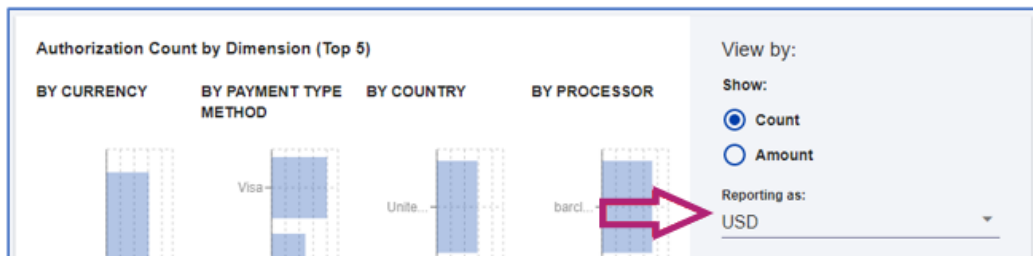 Authorization Count by Dimension (Top 5)
BY CURRENCY
BY PAYMENT TYPE
METHOD
BY COUNTRY
BY PROCESSOR
Visa
Unite...
barcl...
View by:
Show:
Count
Amount
Reporting as:
USD